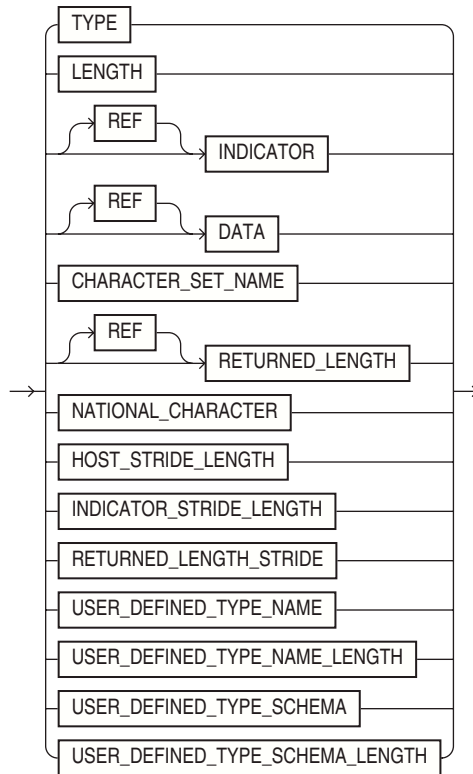 TYPE
LENGTH
REF
INDICATOR
REF
DATA
CHARACTER_SET_NAME
REF
RETURNED_LENGTH
NATIONAL_CHARACTER
HOST_STRIDE_LENGTH
INDICATOR_STRIDE_LENGTH
RETURNED_LENGTH_STRIDE
USER_DEFINED_TYPE_NAME
USER_DEFINED_TYPE_NAME_LENGTH
USER_DEFINED_TYPE_SCHEMA
USER_DEFINED_TYPE_SCHEMA_LENGTH